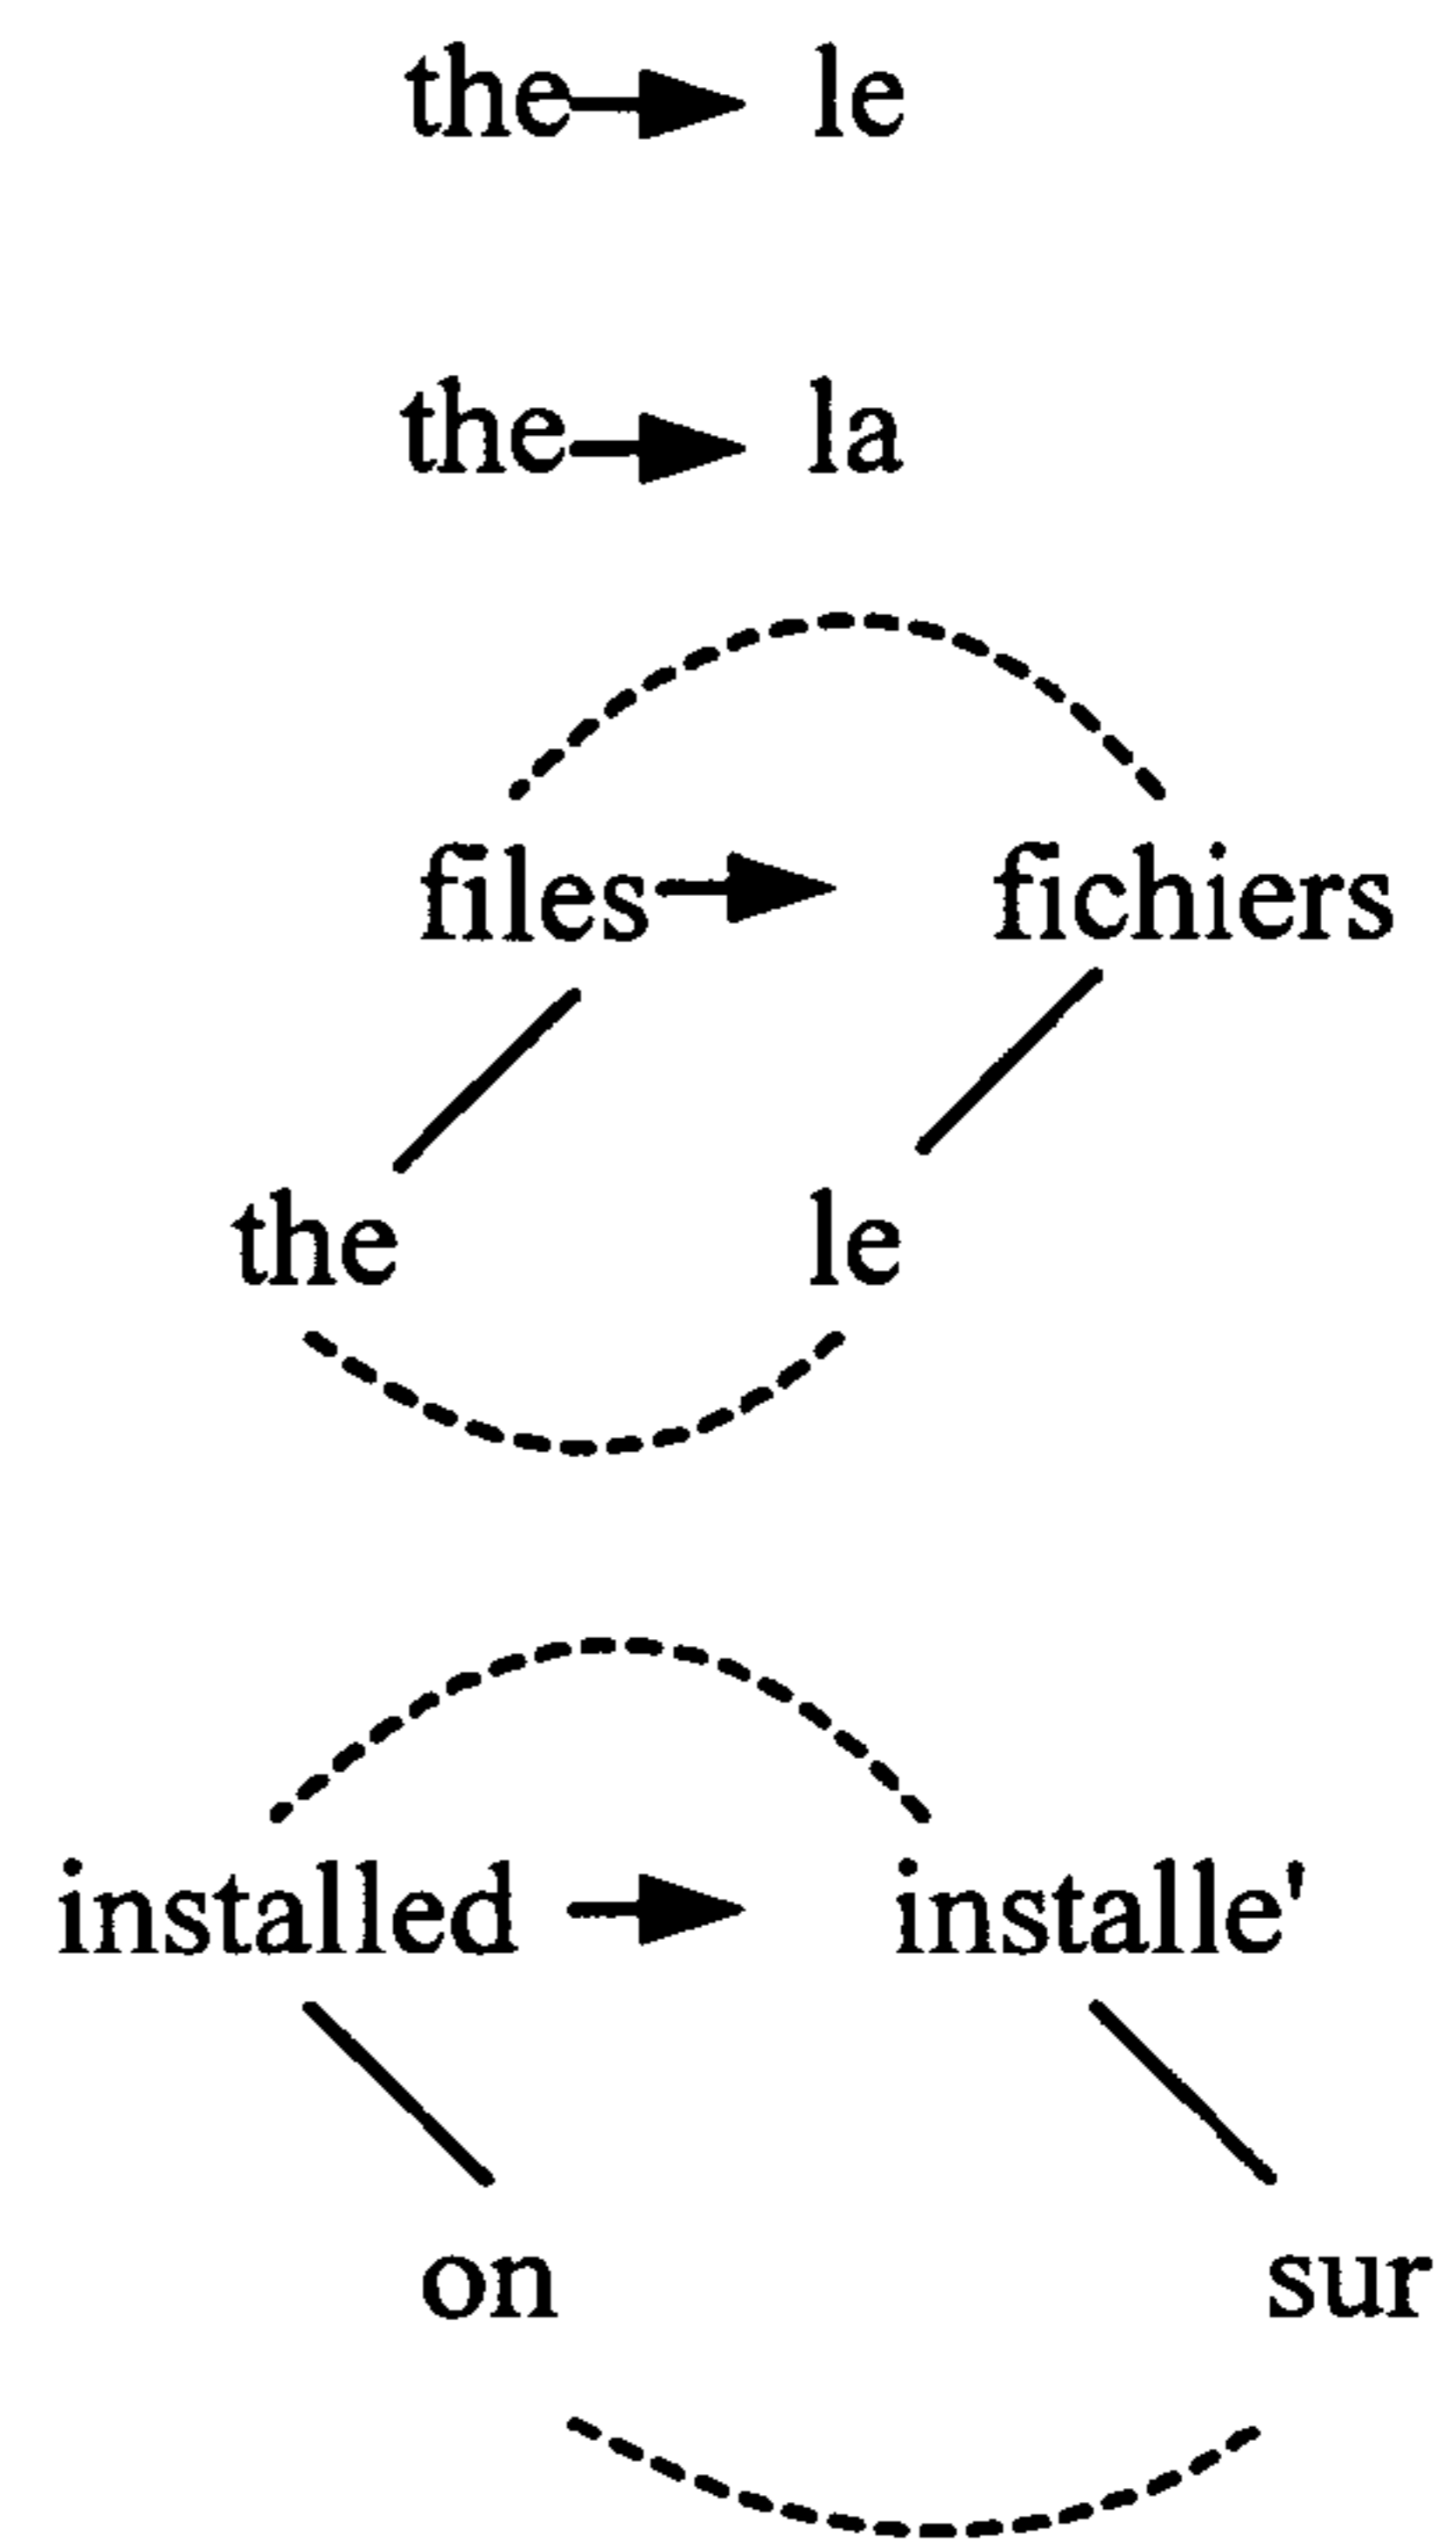 the le
the la
files fichiers
the le
installed installe'
on sur